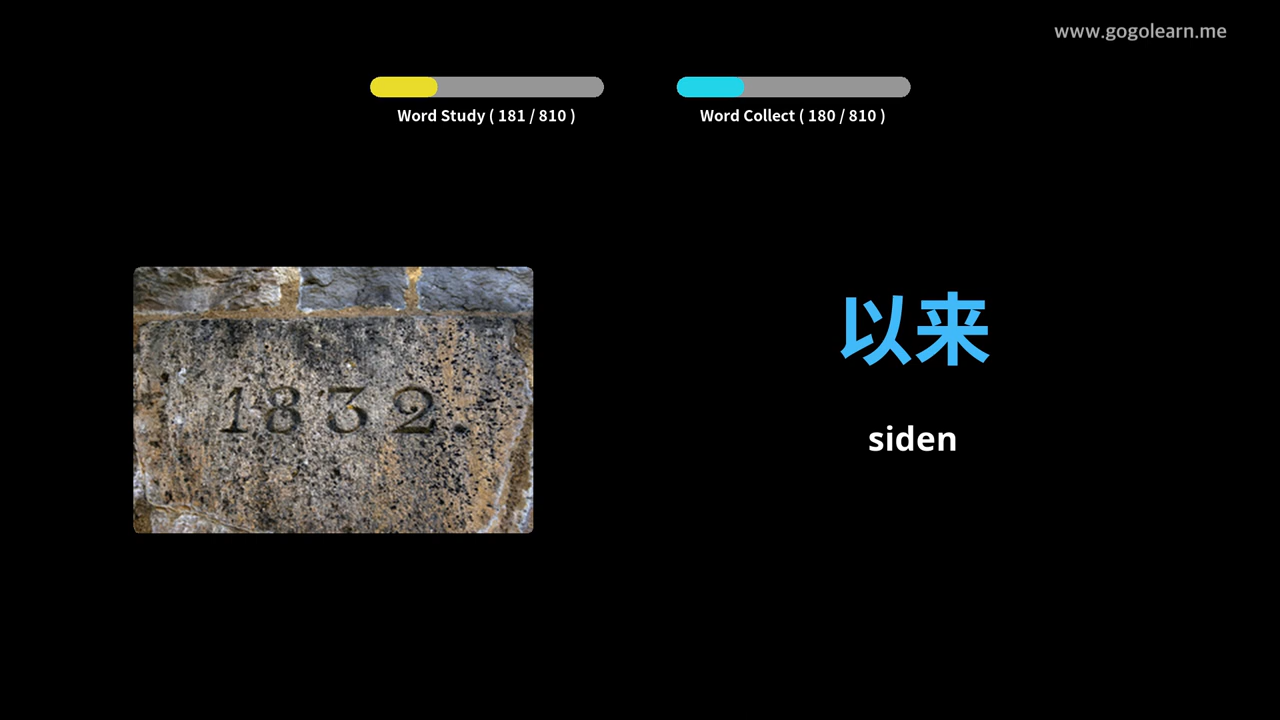 www.gogolearn.me
Word Study ( 181 / 810 )
Word Collect ( 180 / 810 )
1832.
以来
siden